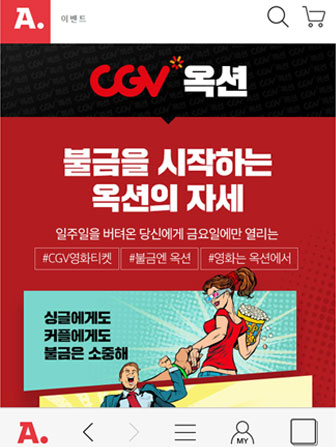 A.
이벤트
CGV 옥션
불금을 시작하는
옥션의 자세
일주일을 버텨온 당신에게 금요일에만 열리는
#CGV영화티켓 #불금엔 옥션 #영화는 옥션에서
싱글에게도
커플에게도
불금은 소중해
A.
MY